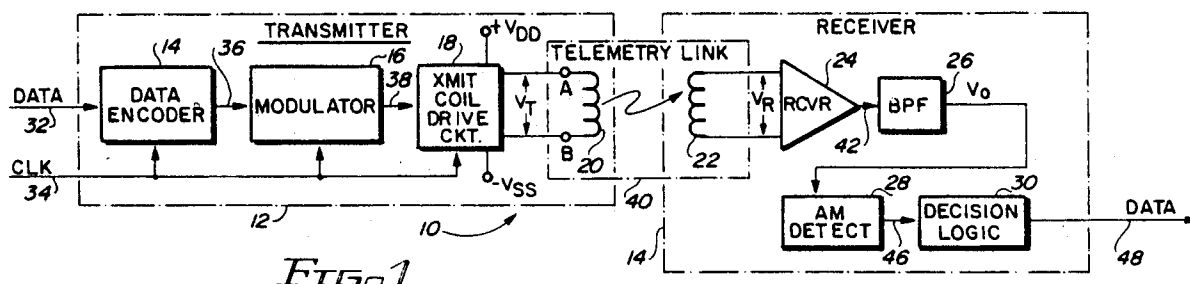 TRANSMITTER
RECEIVER
+VDD
TELEMETRY LINK
14
36
16
38
18
24
26
DATA
32
DATA
ENCODER
MODULATOR
XMIT
COIL
DRIVE
CKT.
A
VT
B
20
22
VR
RCVR
42
BPF
Vo
CLK
34
-VSS
40
12
10
28
30
AM
DETECT
46
DECISION
LOGIC
DATA
48
14
FIG. 1